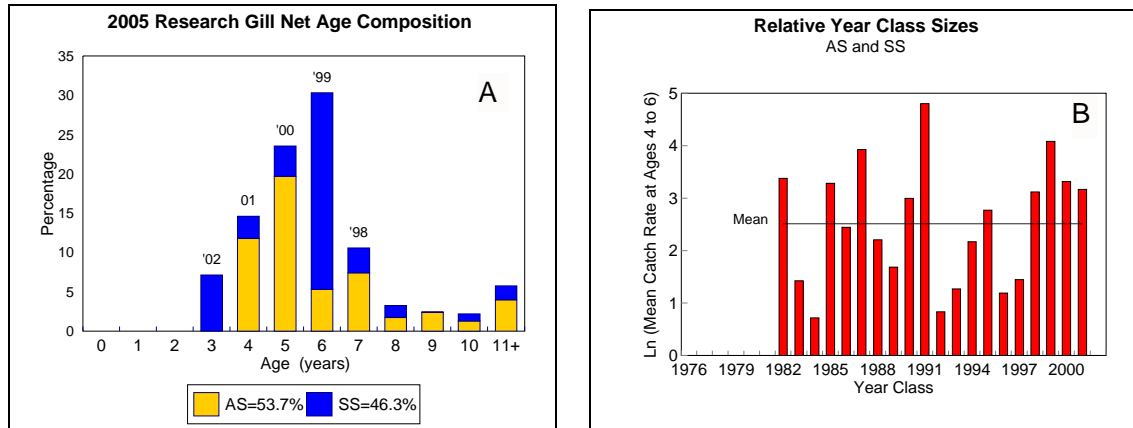 2005 Research Gill Net Age Composition
A
Percentage
35
30
25
20
15
10
5
0
'02
01
'00
'99
'98
0 1 2 3 4 5 6 7 8 9 10 11+
Age (years)
AS=53.7% SS=46.3%
Relative Year Class Sizes
AS and SS
B
Ln (Mean Catch Rate at Ages 4 to 6)
5
4
3
2
1
0
Mean
1976 1979 1982 1985 1988 1991 1994 1997 2000
Year Class